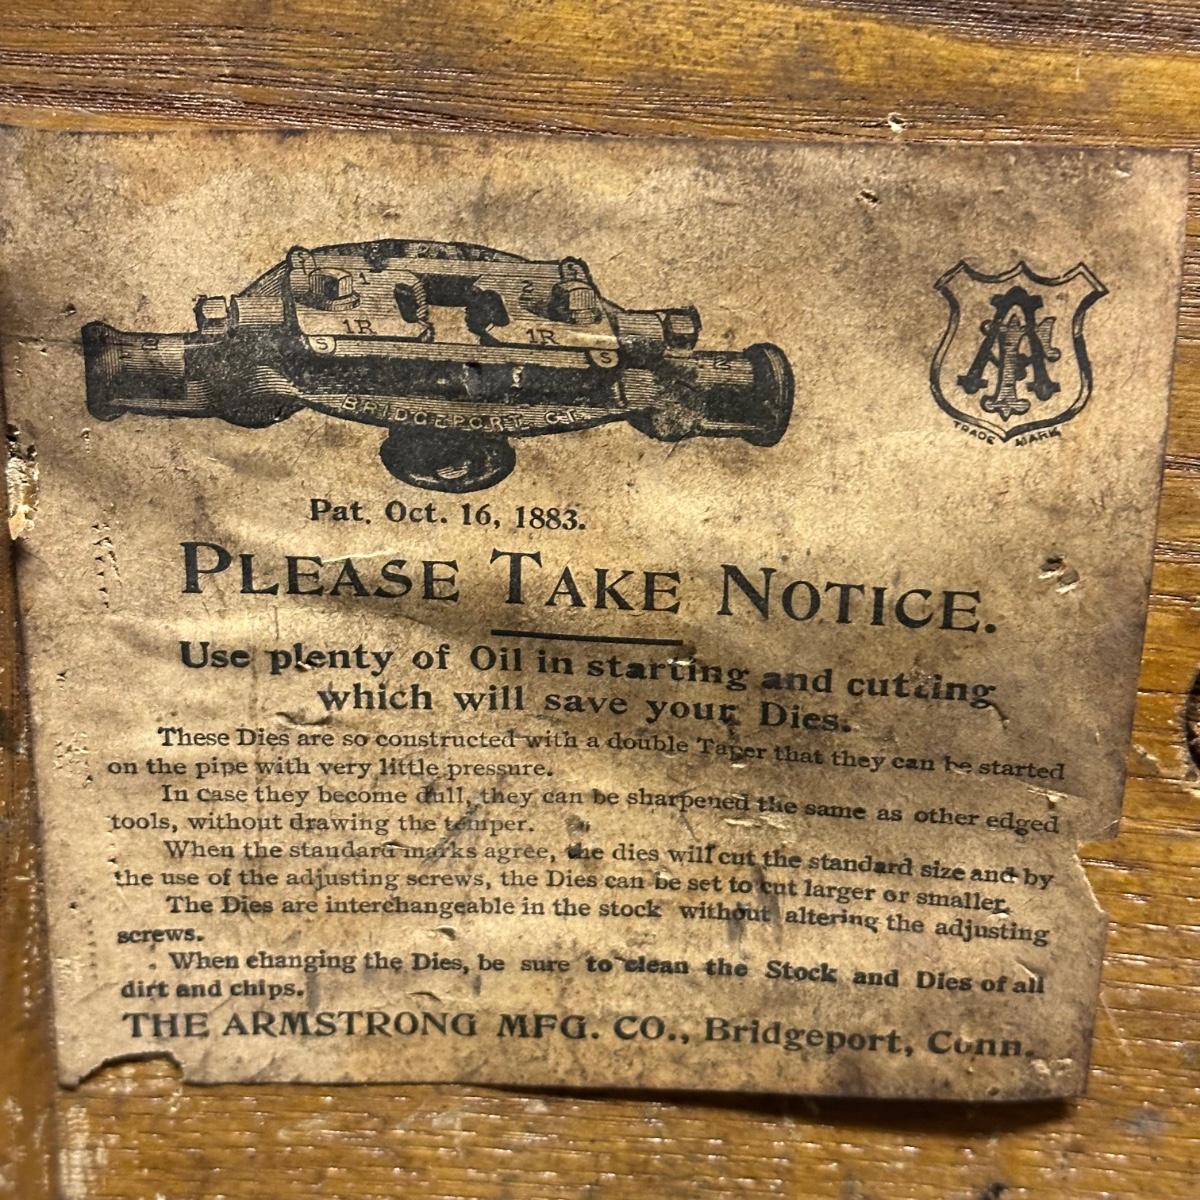 1
2
1R
1R
S
S
BRIDGEPORT. CT.
TRADE MARK
Pat. Oct. 16, 1883.
PLEASE TAKE NOTICE.
Use plenty of Oil in starting and cutting
which will save your Dies.
These Dies are so constructed with a double Taper that they can be started
on the pipe with very little pressure.
In case they become dull, they can be sharpened the same as other edged
tools, without drawing the temper.
When the standard marks agree, the dies will cut the standard size and by
the use of the adjusting screws, the Dies can be set to cut larger or smaller.
The Dies are interchangeable in the stock without altering the adjusting
screws.
When changing the Dies, be sure to clean the Stock and Dies of all
dirt and chips.
THE ARMSTRONG MFG. CO., Bridgeport, Conn.